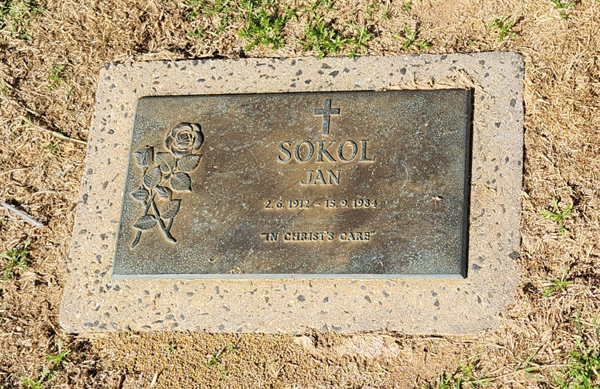 SOKOL
JAN
2. 6. 1912 - 15. 9. 1984
"IN CHRIST'S CARE"